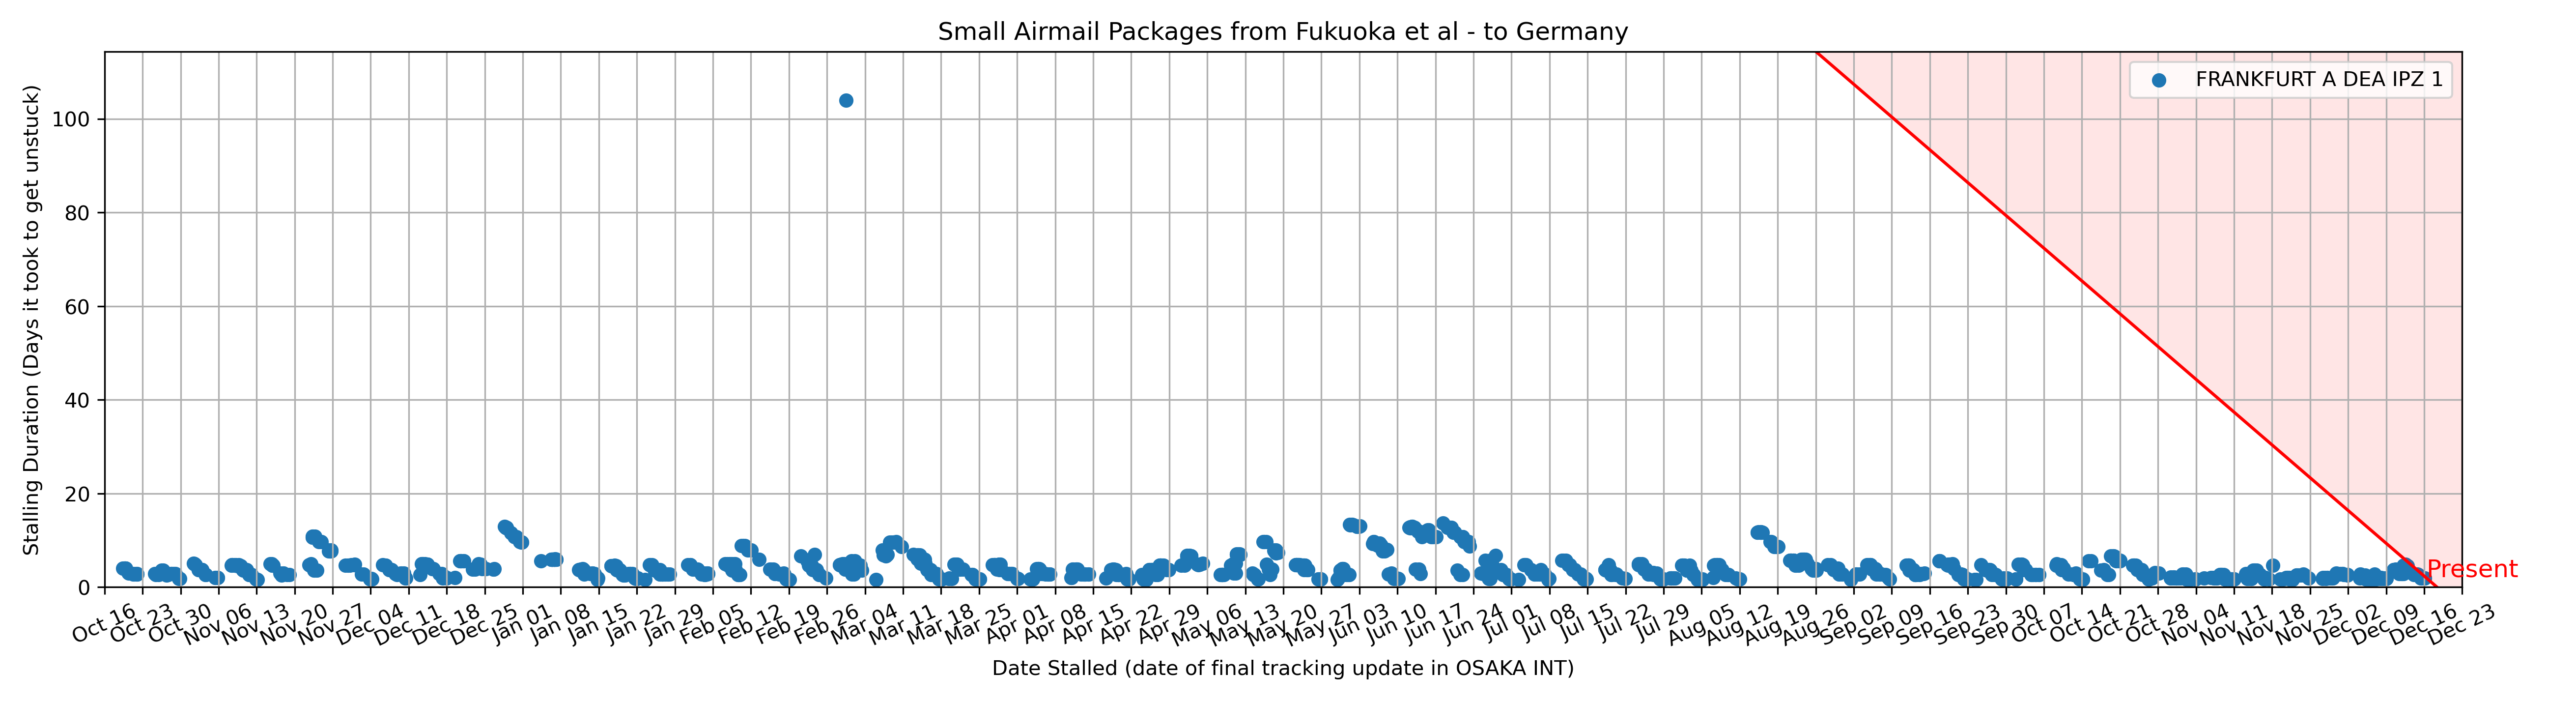 Small Airmail Packages from Fukuoka et al - to Germany
Stalling Duration (Days it took to get unstuck)
100
80
60
40
20
0
FRANKFURT A DEA IPZ 1
Present
Oct 16
Oct 23
Oct 30
Nov 06
Nov 13
Nov 20
Nov 27
Dec 04
Dec 11
Dec 18
Dec 25
Jan 01
Jan 08
Jan 15
Jan 22
Jan 29
Feb 05
Feb 12
Feb 19
Feb 26
Mar 04
Mar 11
Mar 18
Mar 25
Apr 01
Apr 08
Apr 15
Apr 22
Apr 29
May 06
May 13
May 20
May 27
Jun 03
Jun 10
Jun 17
Jun 24
Jul 01
Jul 08
Jul 15
Jul 22
Jul 29
Aug 05
Aug 12
Aug 19
Aug 26
Sep 02
Sep 09
Sep 16
Sep 23
Sep 30
Oct 07
Oct 14
Oct 21
Oct 28
Nov 04
Nov 11
Nov 18
Nov 25
Dec 02
Dec 09
Dec 16
Dec 23
Date Stalled (date of final tracking update in OSAKA INT)